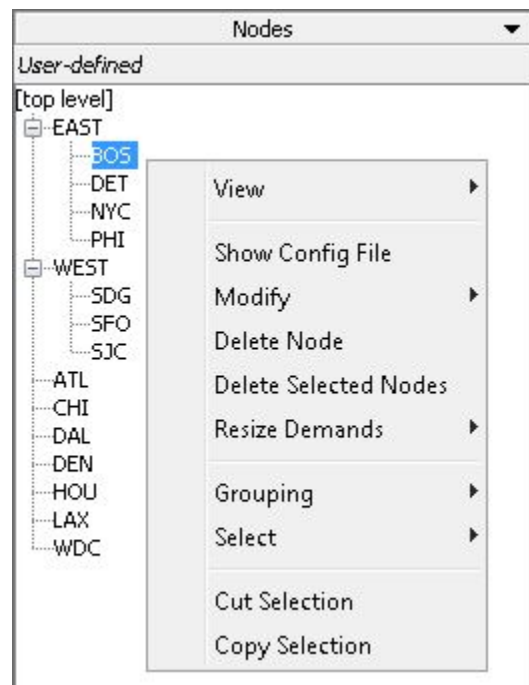 Nodes
User-defined
[top level]
EAST
BOS
DET
NYC
PHI
WEST
SDG
SFO
SJC
ATL
CHI
DAL
DEN
HOU
LAX
WDC
View
Show Config File
Modify
Delete Node
Delete Selected Nodes
Resize Demands
Grouping
Select
Cut Selection
Copy Selection